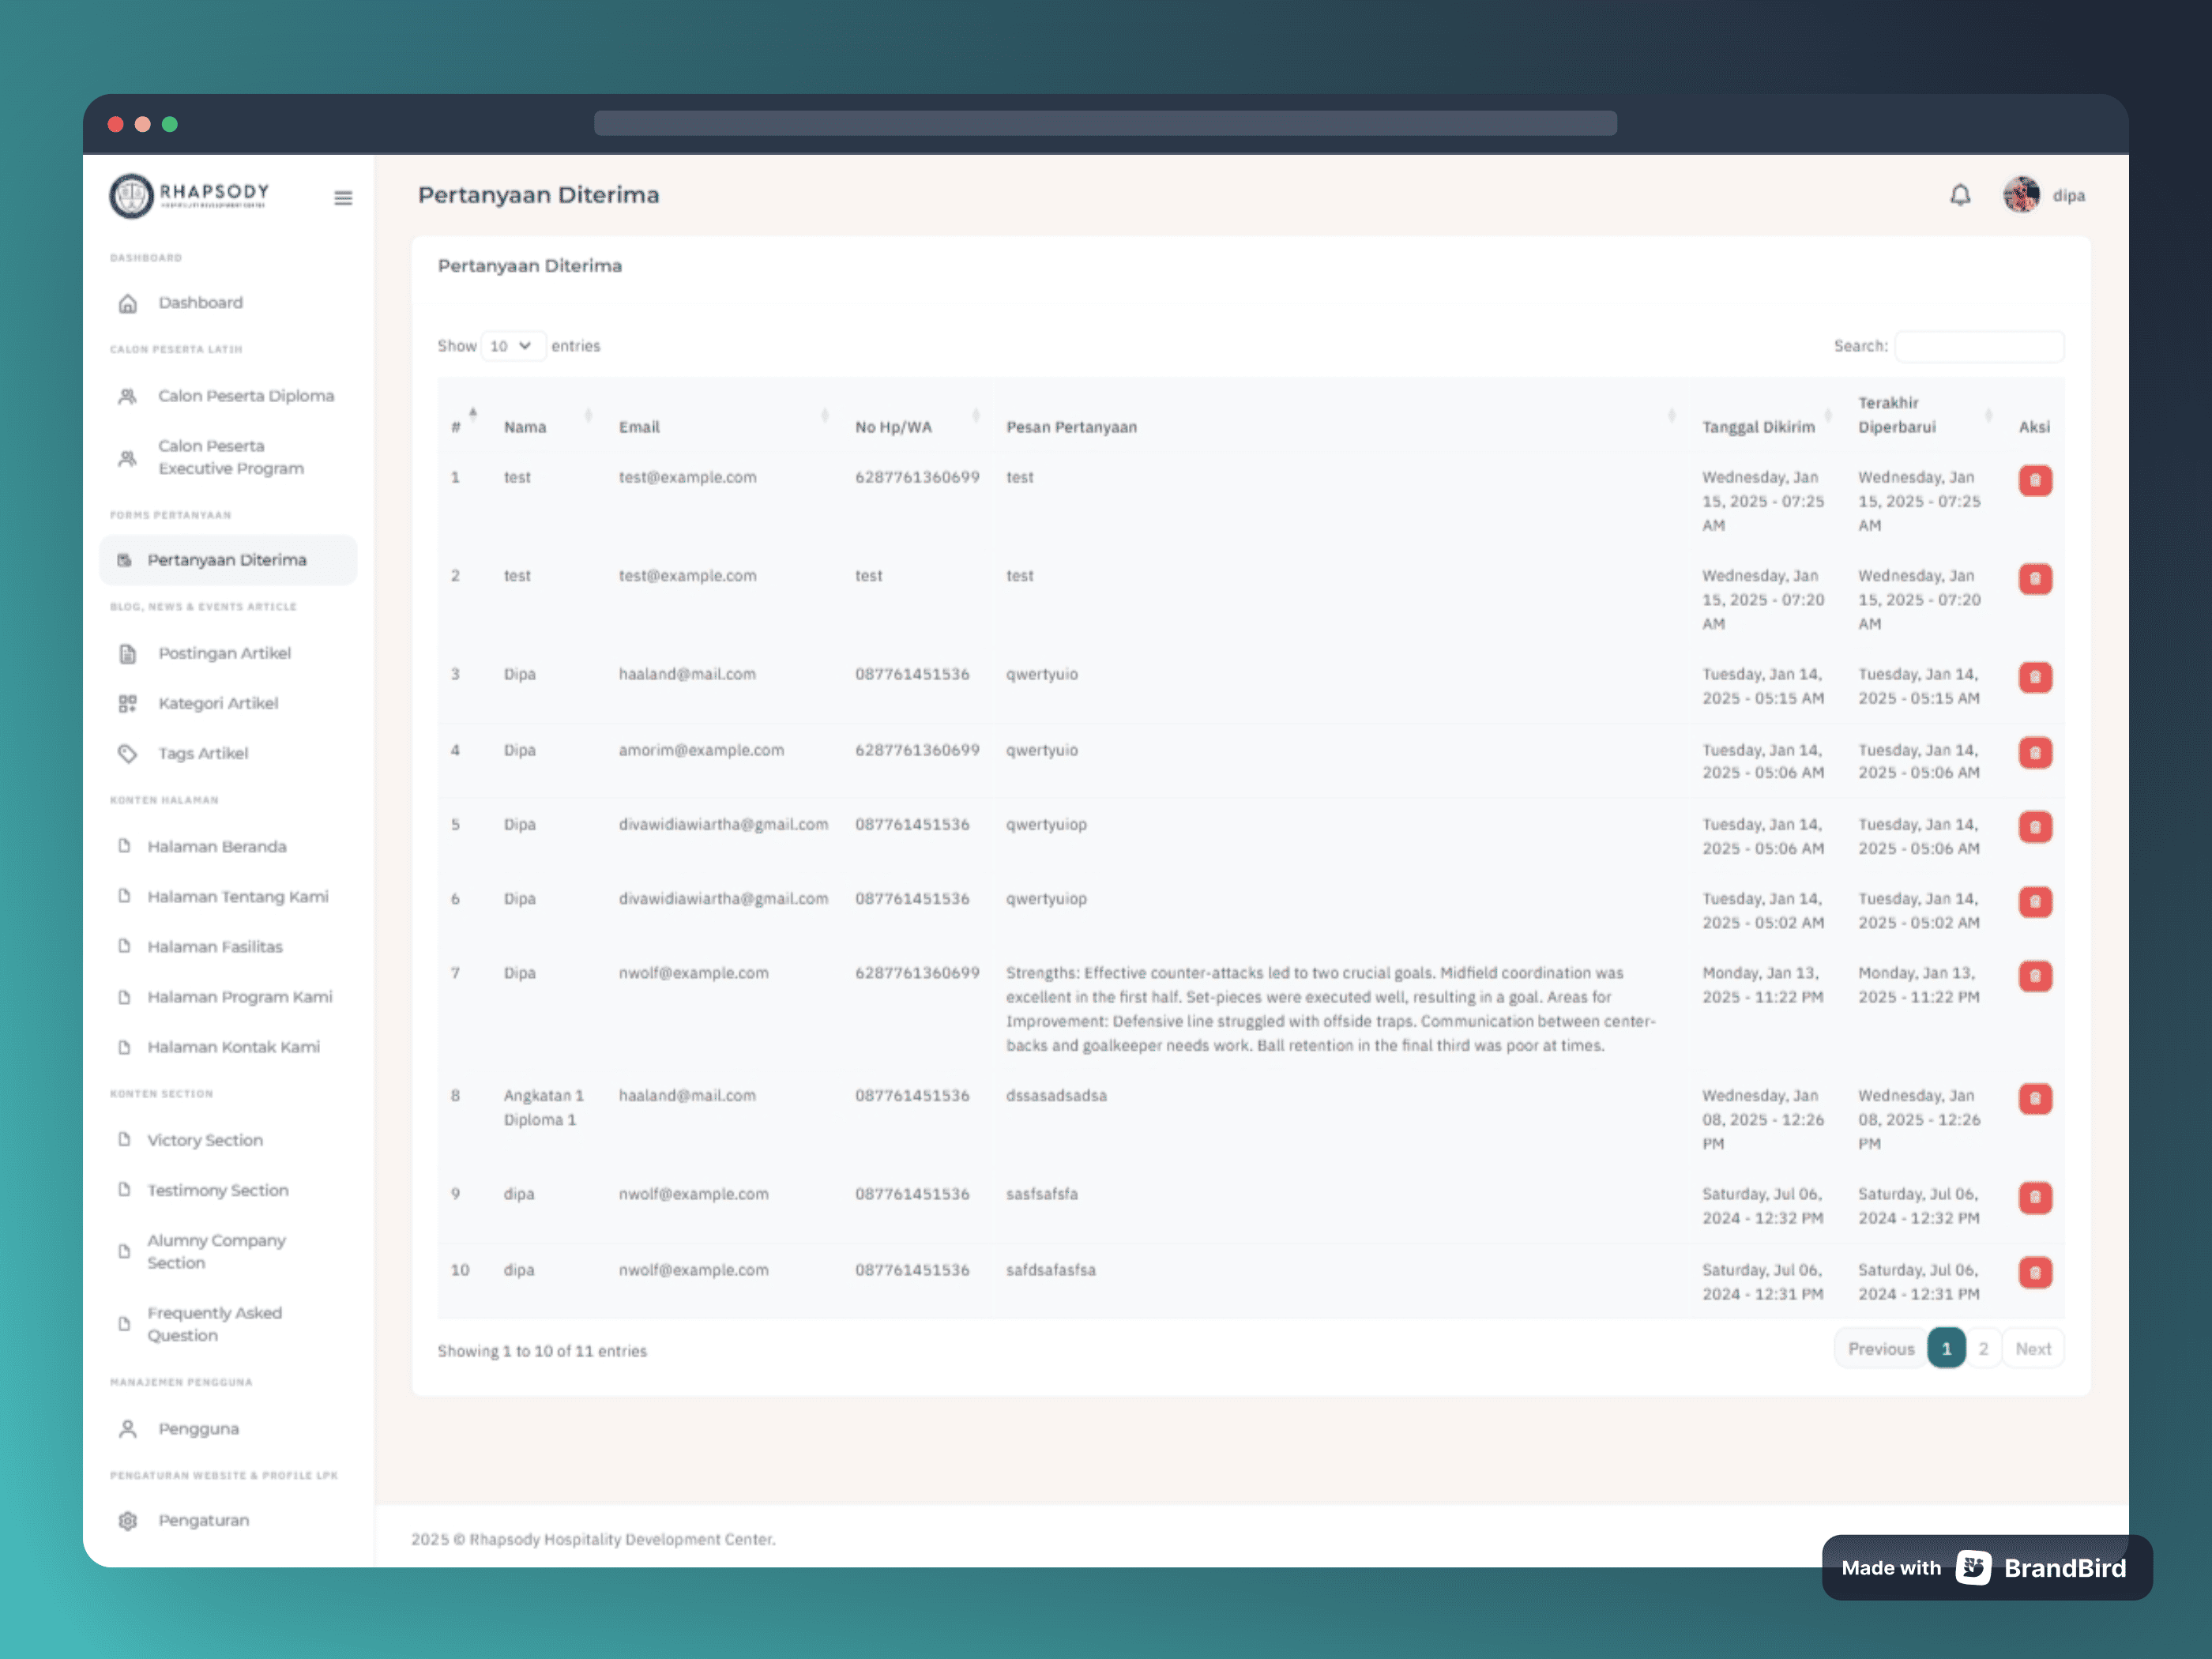 RHAPSODY
HOSPITALITY DEVELOPMENT CENTER
Pertanyaan Diterima
dipa
DASHBOARD
Dashboard
CALON PESERTA LATIH
Calon Peserta Diploma
Calon Peserta
Executive Program
FORMS PERTANYAAN
Pertanyaan Diterima
BLOG, NEWS & EVENTS ARTICLE
Postingan Artikel
Kategori Artikel
Tags Artikel
KONTEN HALAMAN
Halaman Beranda
Halaman Tentang Kami
Halaman Fasilitas
Halaman Program Kami
Halaman Kontak Kami
KONTEN SECTION
Victory Section
Testimony Section
Alumny Company
Section
Frequently Asked
Question
MANAJEMEN PENGGUNA
Pengguna
PENGATURAN WEBSITE & PROFILE LPK
Pengaturan
Pertanyaan Diterima
Show 10 entries
Search:
# Nama Email No Hp/WA Pesan Pertanyaan Tanggal Dikirim Terakhir Diperbarui Aksi
1 test test@example.com 6287761360699 test Wednesday, Jan 15, 2025 - 07:25 AM Wednesday, Jan 15, 2025 - 07:25 AM
2 test test@example.com test test Wednesday, Jan 15, 2025 - 07:20 AM Wednesday, Jan 15, 2025 - 07:20 AM
3 Dipa haaland@mail.com 087761451536 qwertyuio Tuesday, Jan 14, 2025 - 05:15 AM Tuesday, Jan 14, 2025 - 05:15 AM
4 Dipa amorim@example.com 6287761360699 qwertyuio Tuesday, Jan 14, 2025 - 05:06 AM Tuesday, Jan 14, 2025 - 05:06 AM
5 Dipa divawidiawiartha@gmail.com 087761451536 qwertyuiop Tuesday, Jan 14, 2025 - 05:06 AM Tuesday, Jan 14, 2025 - 05:06 AM
6 Dipa divawidiawiartha@gmail.com 087761451536 qwertyuiop Tuesday, Jan 14, 2025 - 05:02 AM Tuesday, Jan 14, 2025 - 05:02 AM
7 Dipa nwolf@example.com 6287761360699 Strengths: Effective counter-attacks led to two crucial goals. Midfield coordination was
excellent in the first half. Set-pieces were executed well, resulting in a goal. Areas for
Improvement: Defensive line struggled with offside traps. Communication between center-
backs and goalkeeper needs work. Ball retention in the final third was poor at times.
Monday, Jan 13, 2025 - 11:22 PM Monday, Jan 13, 2025 - 11:22 PM
8 Angkatan 1 Diploma 1 haaland@mail.com 087761451536 dssasadsadsa Wednesday, Jan 08, 2025 - 12:26 PM Wednesday, Jan 08, 2025 - 12:26 PM
9 dipa nwolf@example.com 087761451536 sasfsafsfa Saturday, Jul 06, 2024 - 12:32 PM Saturday, Jul 06, 2024 - 12:32 PM
10 dipa nwolf@example.com 087761451536 safdsafasfsa Saturday, Jul 06, 2024 - 12:31 PM Saturday, Jul 06, 2024 - 12:31 PM
Showing 1 to 10 of 11 entries
Previous 1 2 Next
2025 © Rhapsody Hospitality Development Center.
Made with BrandBird